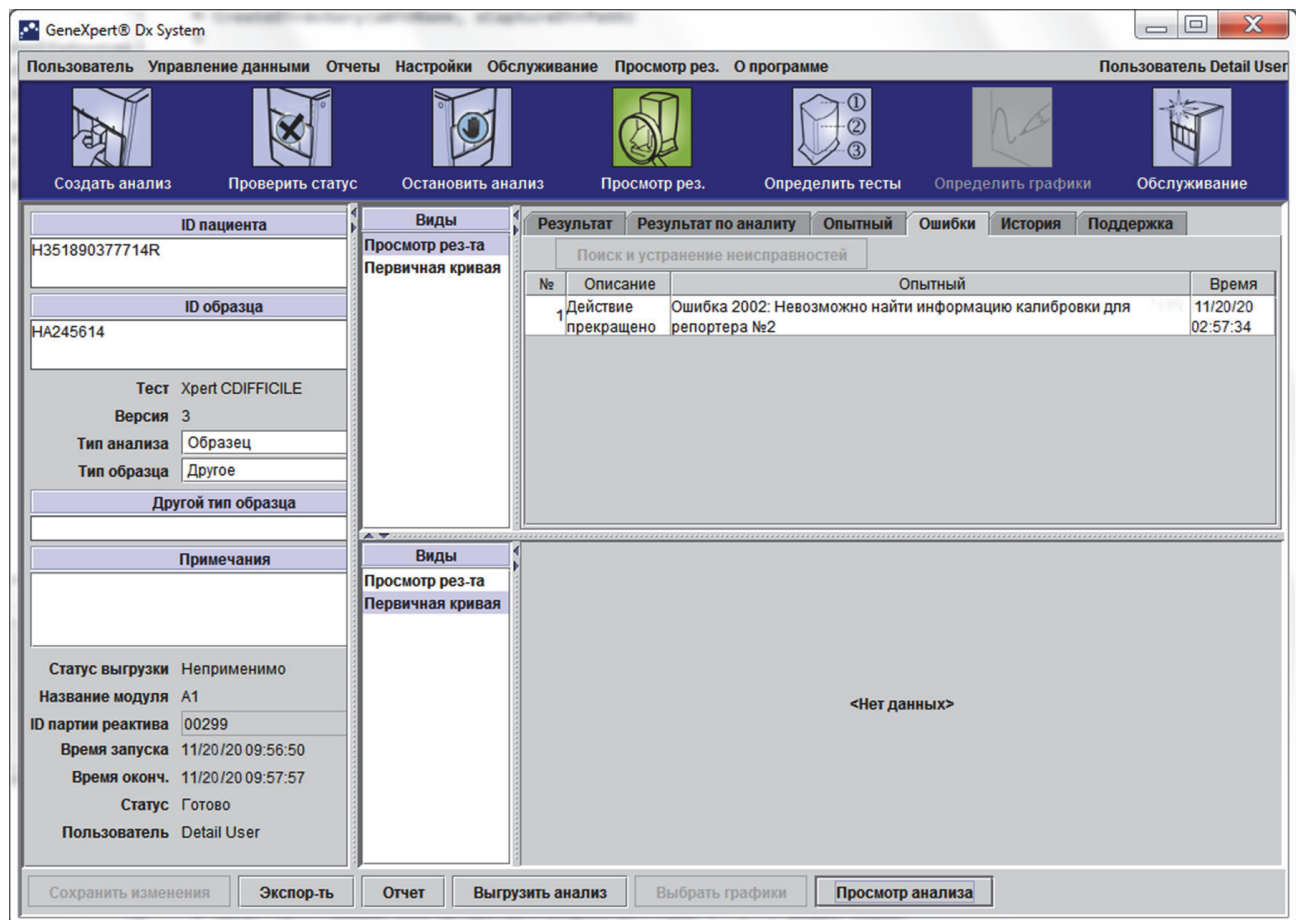 GeneXpert® Dx System
Пользователь Управление данными Отчеты Настройки Обслуживание Просмотр рез. О программе Пользователь Detail User
① ② ③
Создать анализ Проверить статус Остановить анализ Просмотр рез. Определить тесты Определить графики Обслуживание
ID пациента
H351890377714R
ID образца
HA245614
Тест Xpert CDIFFICILE
Версия 3
Тип анализа Образец
Тип образца Другое
Другой тип образца
Примечания
Статус выгрузки Неприменимо
Название модуля A1
ID партии реактива 00299
Время запуска 11/20/20 09:56:50
Время оконч. 11/20/20 09:57:57
Статус Готово
Пользователь Detail User
Виды
Просмотр рез-та
Первичная кривая
Результат Результат по аналиту Опытный Ошибки История Поддержка
Поиск и устранение неисправностей
№ Описание Опытный Время
1 Действие Ошибка 2002: Невозможно найти информацию калибровки для 11/20/20
прекращено репортера №2 02:57:34
Виды
Просмотр рез-та
Первичная кривая
<Нет данных>
Сохранить изменения Экспор-ть Отчет Выгрузить анализ Выбрать графики Просмотр анализа